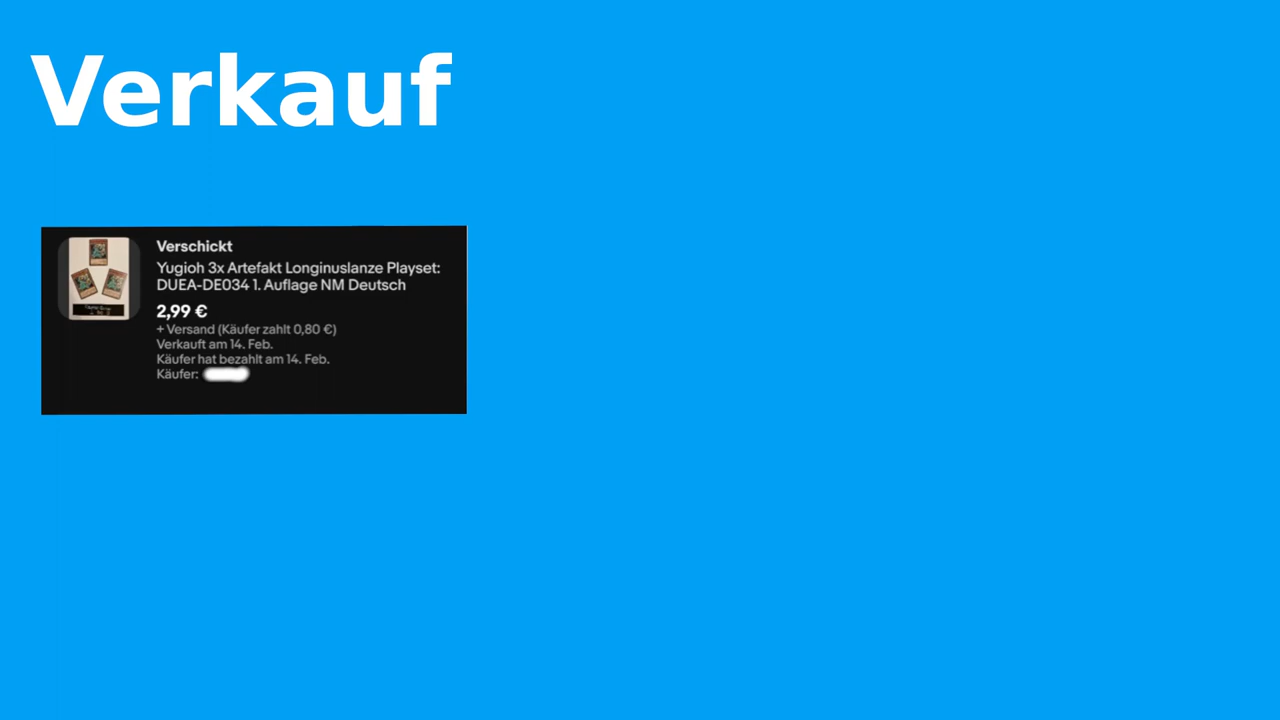 Verkauf
Verschickt
Yugioh 3x Artefakt Longinuslanze Playset:
DUEA-DE034 1. Auflage NM Deutsch
2,99 €
+ Versand (Käufer zahlt 0,80 €)
Verkauft am 14. Feb.
Käufer hat bezahlt am 14. Feb.
Käufer: